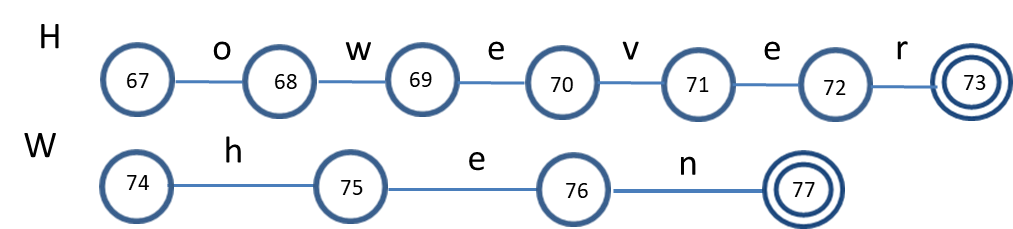 H o w e v e r
67 68 69 70 71 72 73
W h e n
74 75 76 77